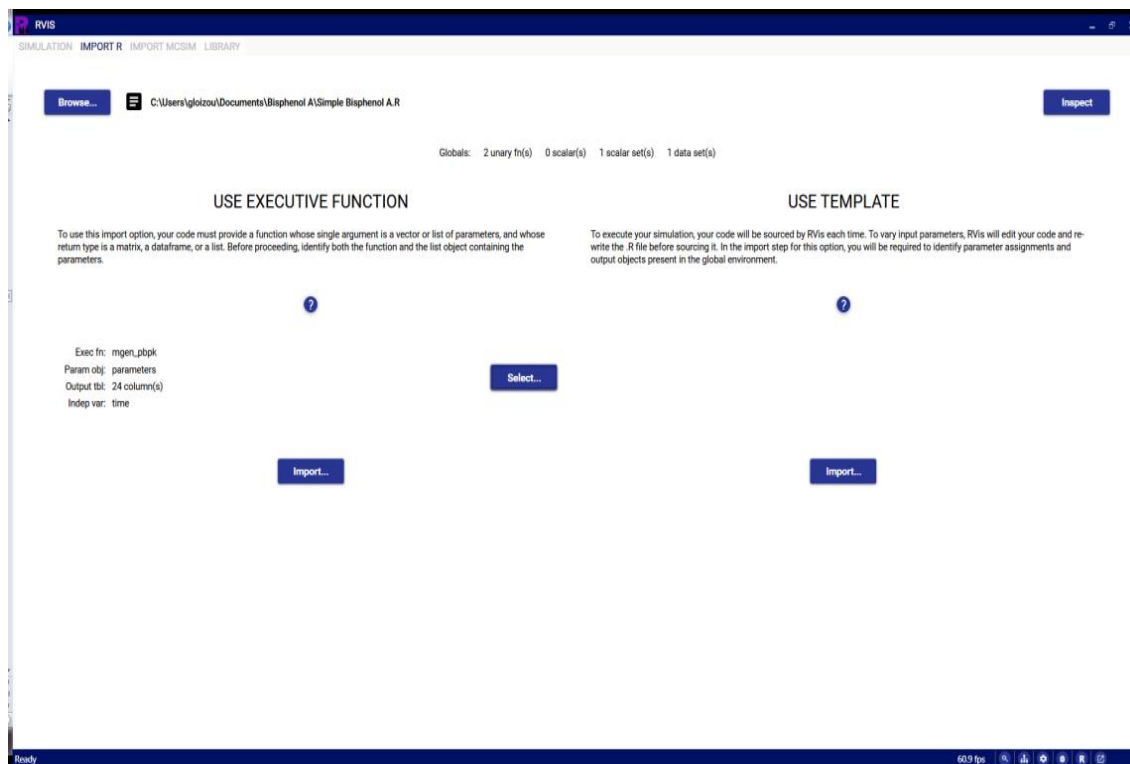 RVIS
SIMULATION IMPORT R IMPORT MCSIM LIBRARY
Browse... C:\Users\gloizou\Documents\Bisphenol A\Simple Bisphenol A.R Inspect
Globals: 2 unary fn(s) 0 scalar(s) 1 scalar set(s) 1 data set(s)
USE EXECUTIVE FUNCTION
To use this import option, your code must provide a function whose single argument is a vector or list of parameters, and whose
return type is a matrix, a dataframe, or a list. Before proceeding, identify both the function and the list object containing the
parameters.
?
Exec fn: mgen_pbpk
Param obj: parameters
Output tbl: 24 column(s)
Indep var: time
Select...
Import...
USE TEMPLATE
To execute your simulation, your code will be sourced by RVis each time. To vary input parameters, RVis will edit your code and re-
write the .R file before sourcing it. In the import step for this option, you will be required to identify parameter assignments and
output objects present in the global environment.
?
Import...
Ready 60.9 fps R